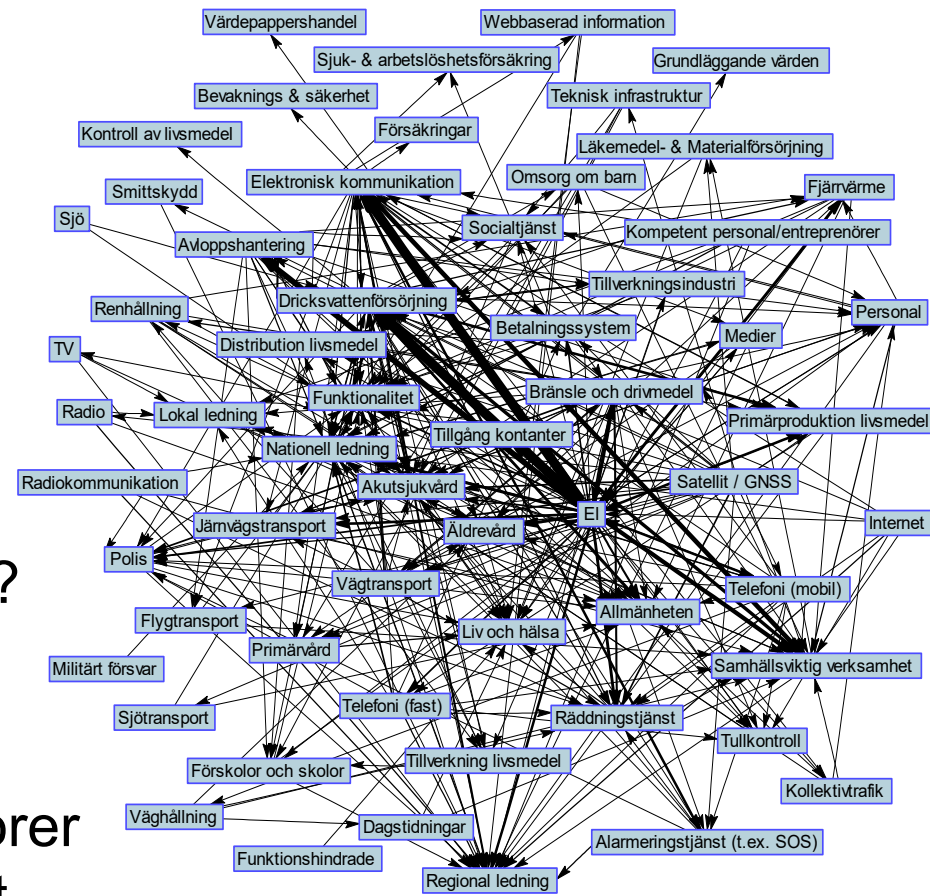 Värdepappershandel
Webbaserad information
Sjuk- & arbetslöshetsförsäkring
Grundläggande värden
Bevaknings & säkerhet
Teknisk infrastruktur
Kontroll av livsmedel
Försäkringar
Läkemedel- & Materialförsörjning
Elektronisk kommunikation
Omsorg om barn
Fjärrvärme
Smittskydd
Sjö
Socialtjänst
Kompetent personal/entreprenörer
Avloppshantering
Tillverkningsindustri
Dricksvattenförsörjning
Renhållning
Personal
Betalningssystem
Medier
TV
Distribution livsmedel
Bränsle och drivmedel
Funktionalitet
Radio
Lokal ledning
Primärproduktion livsmedel
Tillgång kontanter
Nationell ledning
Radiokommunikation
Akutsjukvård
Satellit / GNSS
El
Internet
Järnvägstransport
Äldrevård
Polis
?
Vägtransport
Telefoni (mobil)
Flygtransport
Allmänheten
Liv och hälsa
Primärvård
Militärt försvar
Samhällsviktig verksamhet
Sjötransport
Telefoni (fast)
Räddningstjänst
Tullkontroll
Förskolor och skolor
Tillverkning livsmedel
Kollektivtrafik
Väghållning
Dagstidningar
Alarmeringstjänst (t.ex. SOS)
Funktionshindrade
Regional ledning